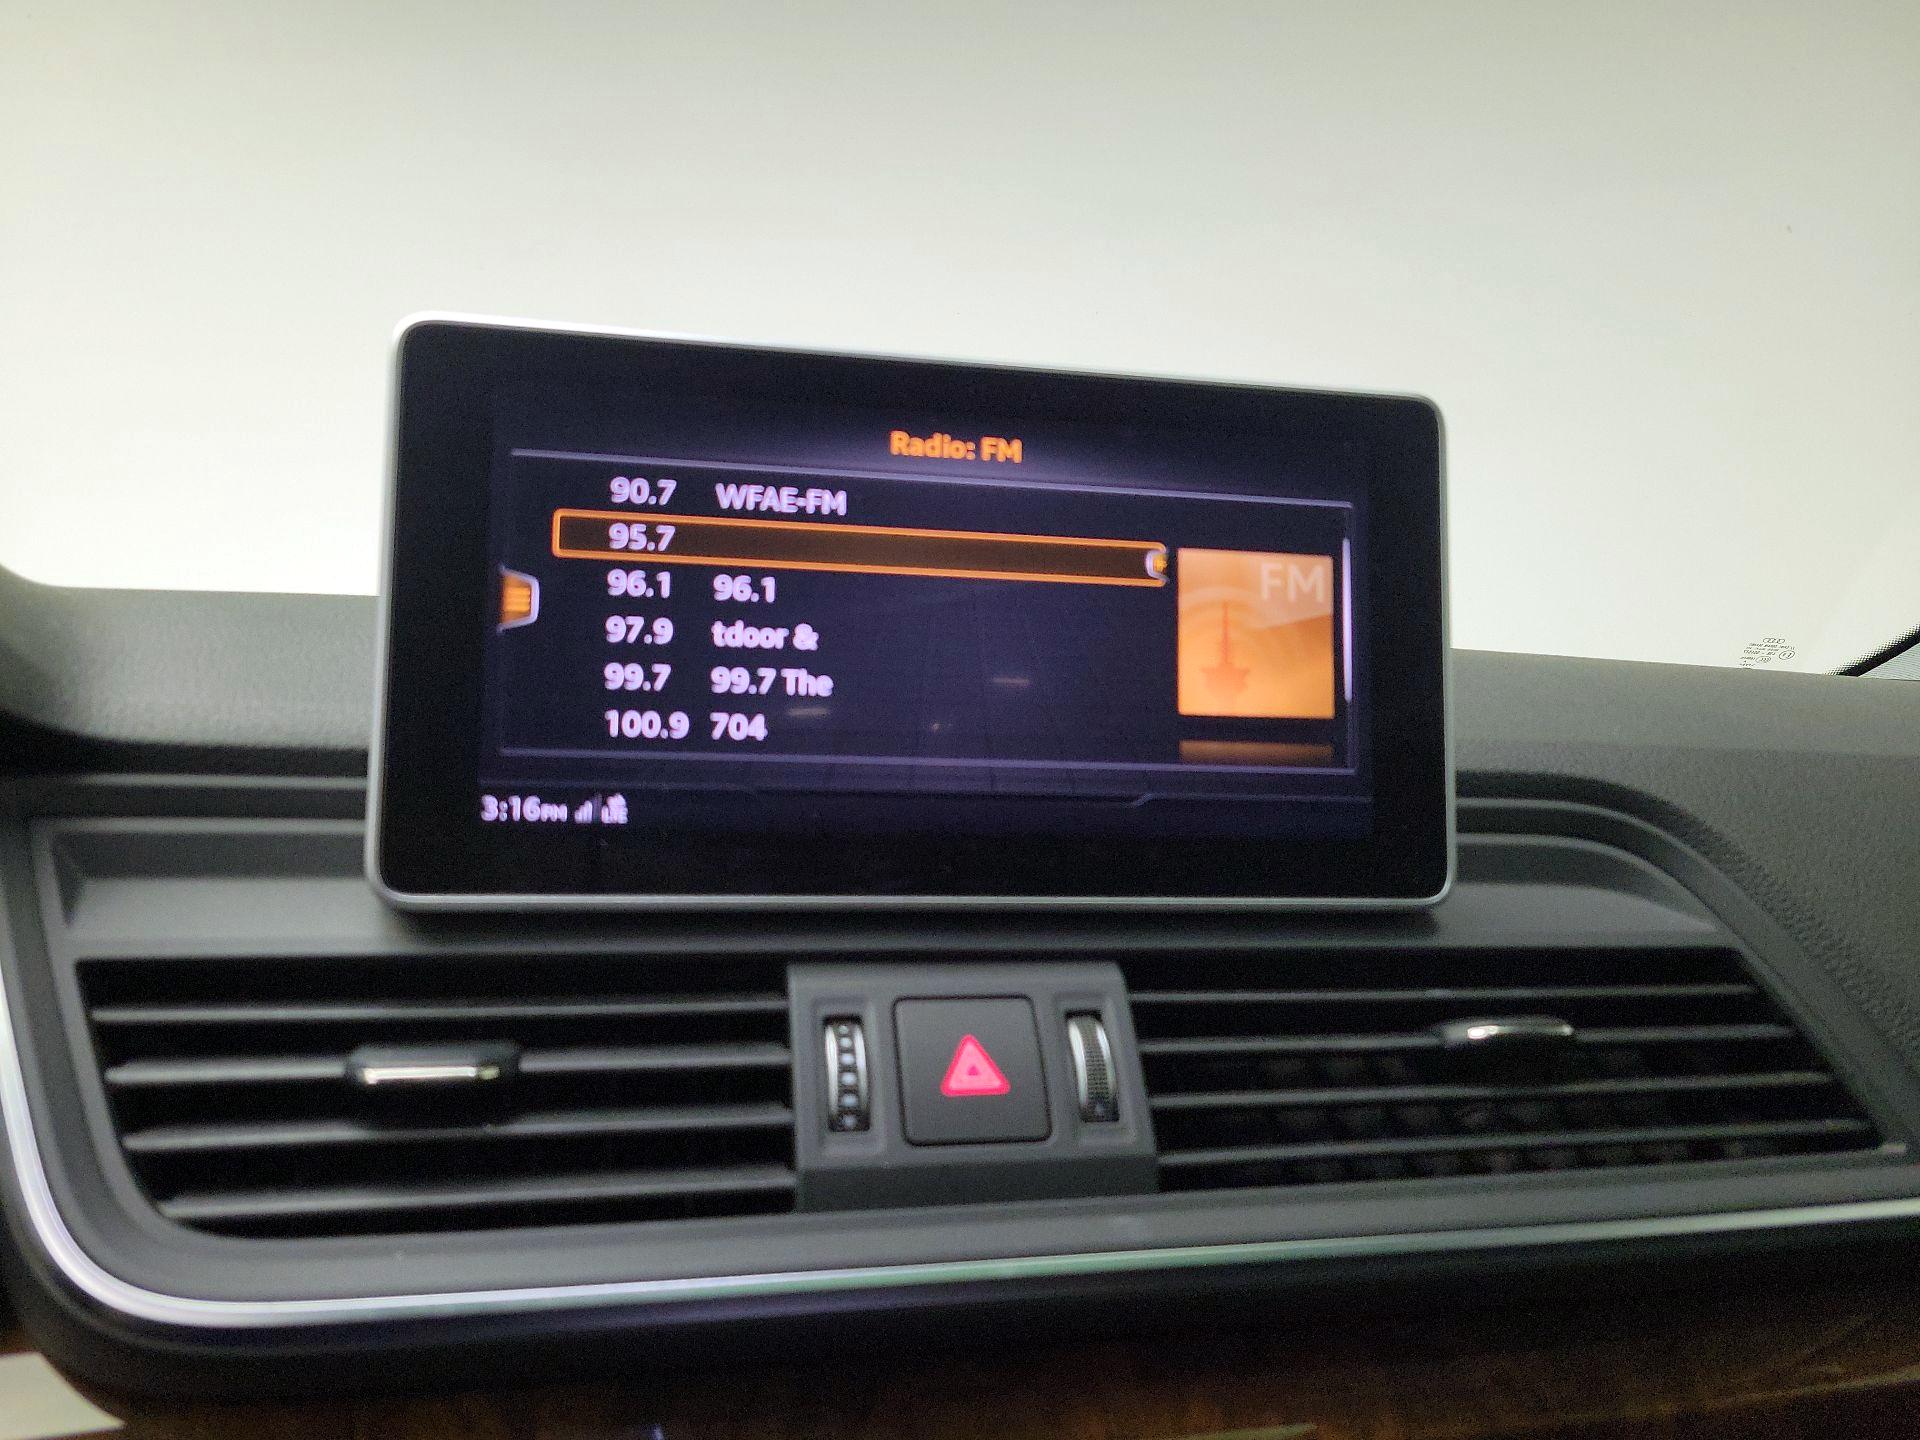 Radio: FM
90.7 WFAE-FM
95.7
96.1 96.1
97.9 tdoor &
99.7 99.7 The
100.9 704
FM
3:16PM LTE